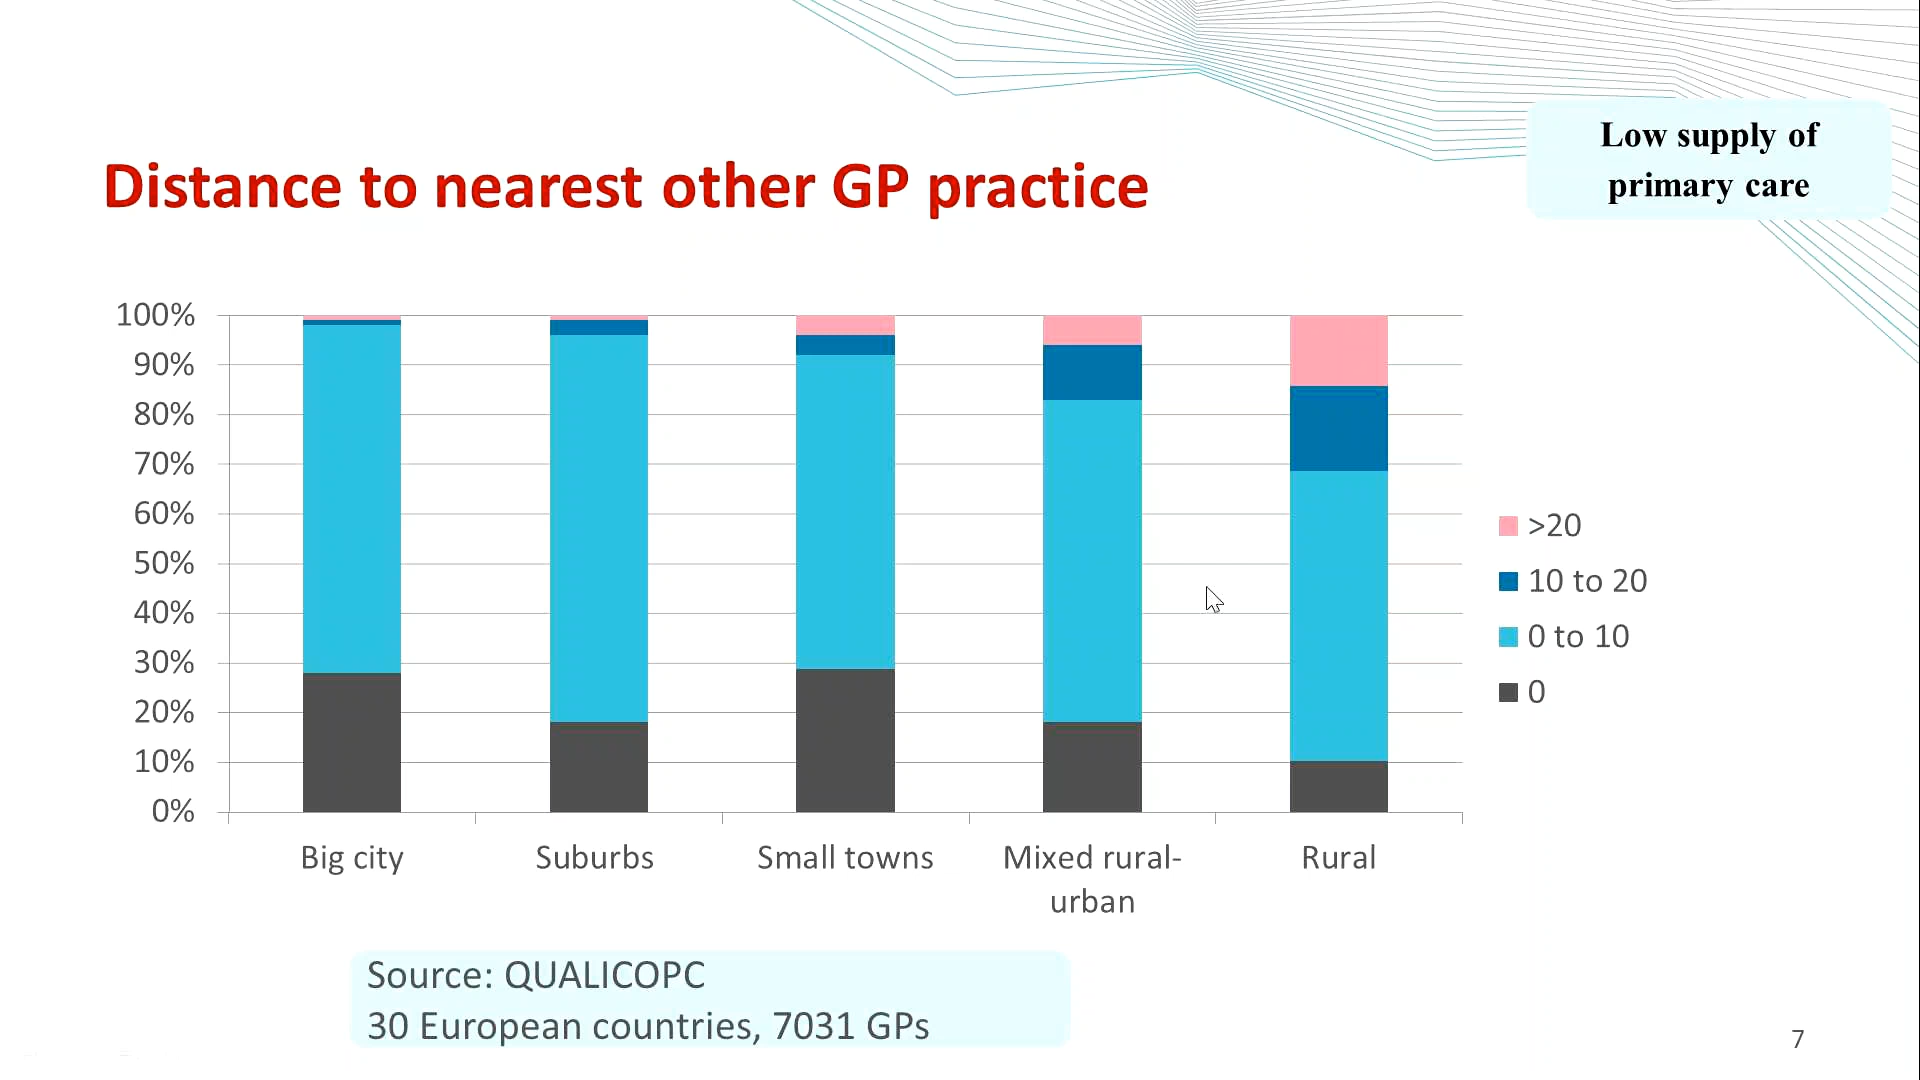 Low supply of
primary care
Distance to nearest other GP practice
100%
90%
80%
70%
60%
50%
40%
30%
20%
10%
0%
Big city
Suburbs
Small towns
Mixed rural-
urban
Rural
>20
10 to 20
0 to 10
0
Source: QUALICOPC
30 European countries, 7031 GPs
7